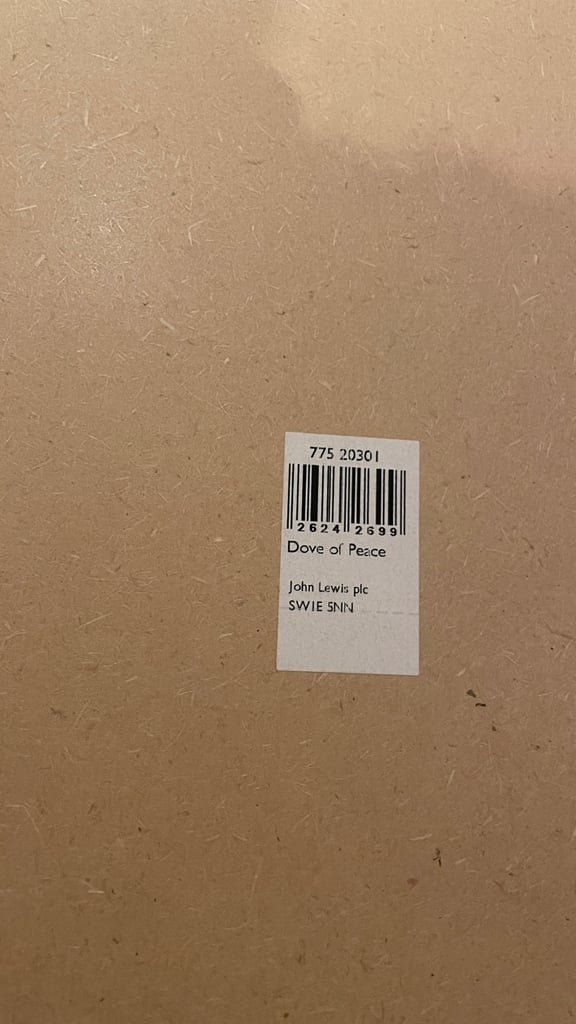 775 20301
2624 2699
Dove of Peace
John Lewis plc
SW1E 5NN